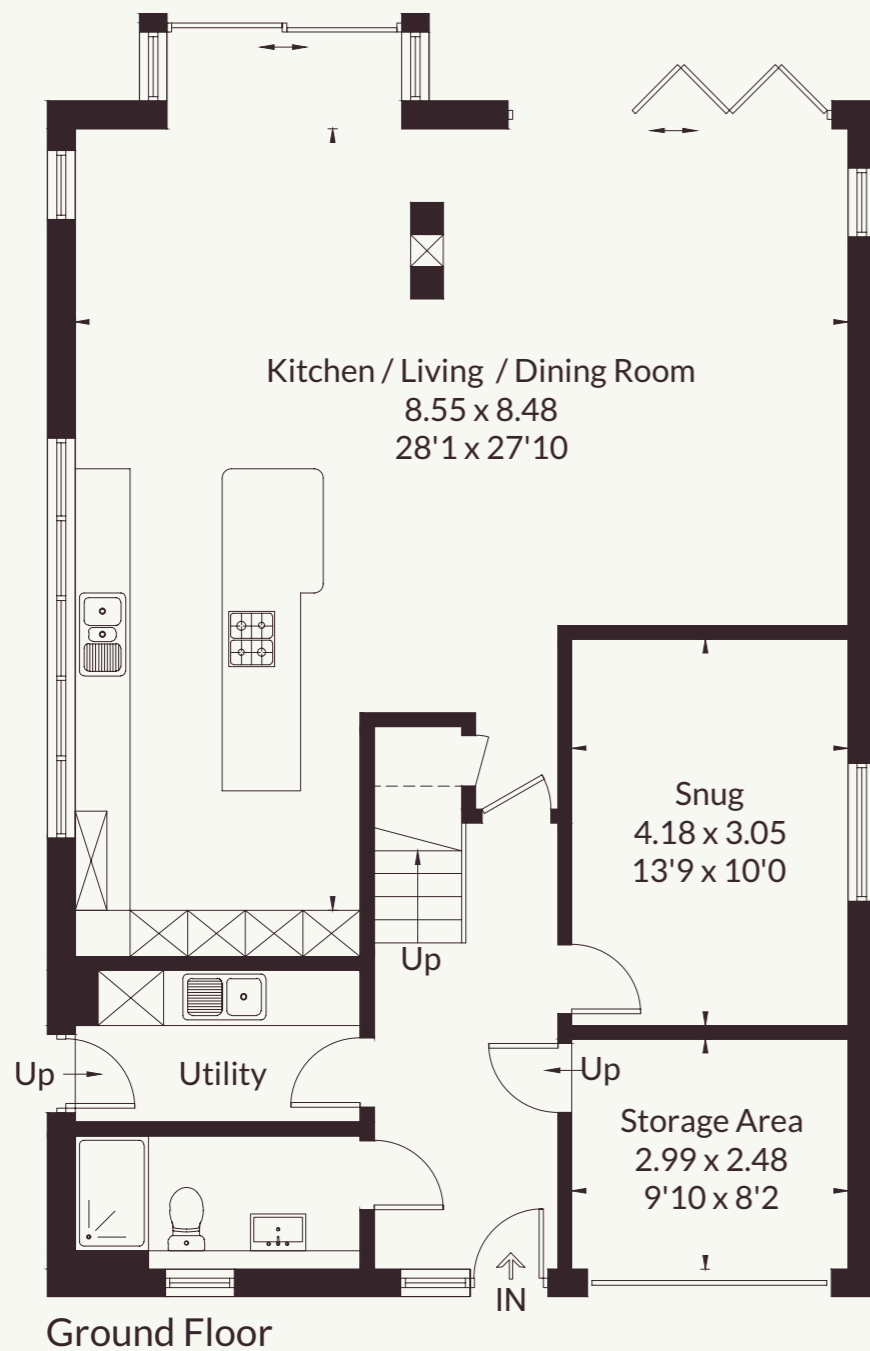 Kitchen / Living / Dining Room
8.55 x 8.48
28'1 x 27'10
Snug
4.18 x 3.05
13'9 x 10'0
Up
Up
Utility
Up
Storage Area
2.99 x 2.48
9'10 x 8'2
IN
Ground Floor